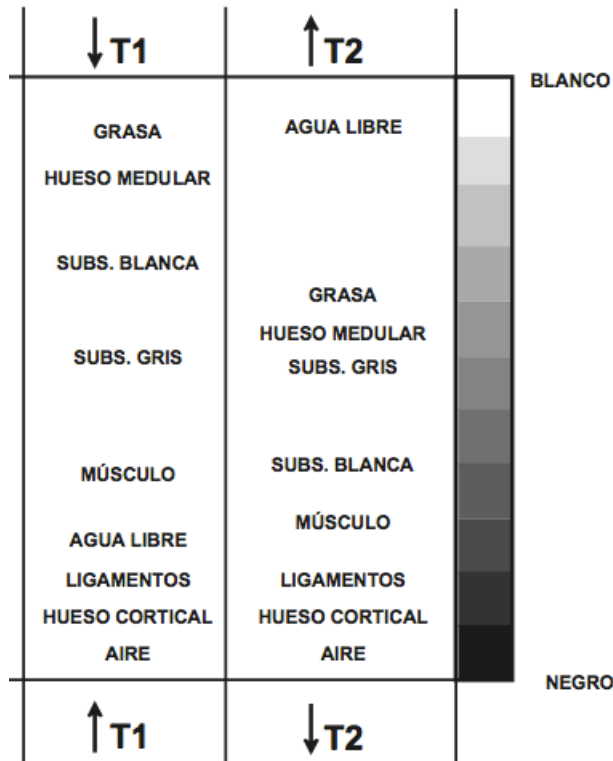 ↓ T1
↑ T2
BLANCO
GRASA
HUESO MEDULAR
SUBS. BLANCA
SUBS. GRIS
MÚSCULO
AGUA LIBRE
LIGAMENTOS
HUESO CORTICAL
AIRE
AGUA LIBRE
GRASA
HUESO MEDULAR
SUBS. GRIS
SUBS. BLANCA
MÚSCULO
LIGAMENTOS
HUESO CORTICAL
AIRE
NEGRO
↑ T1
↓ T2